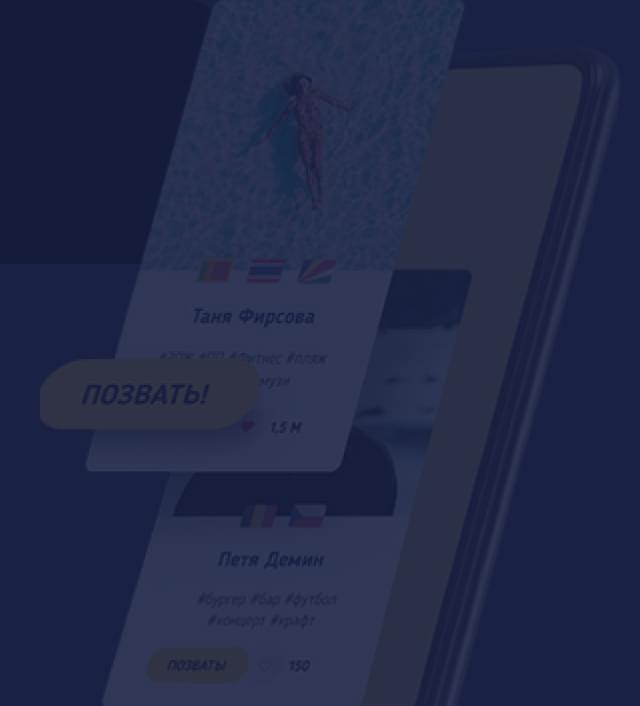 Таня Фирсова
#ЗОЖ #ПП #Фитнес #пляж
музи
ПОЗВАТЬ!
1,5 M
Петя Демин
#бургер #бар #футбол
#концерт #крафт
ПОЗВАТЬ!
150